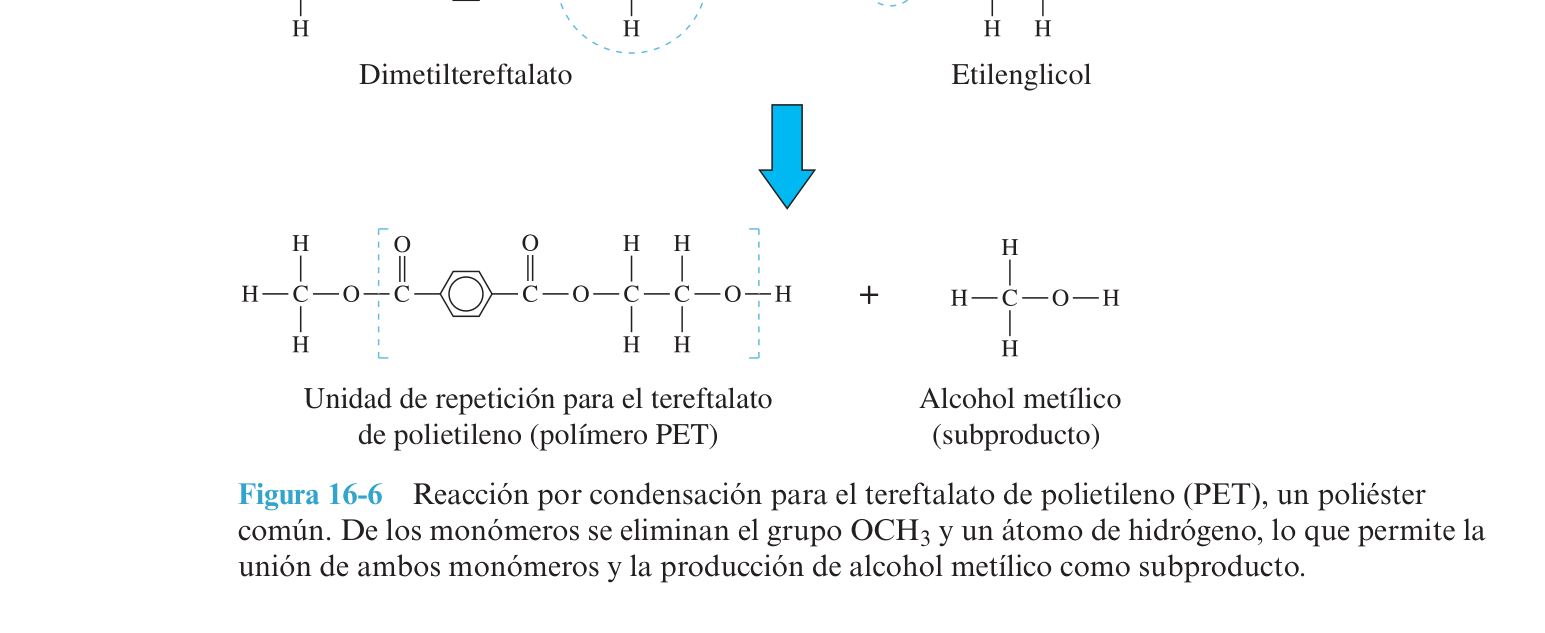 H H H H
Dimetiltereftalato Etilenglicol
H O O H H H
H—C—O—C— —C—O—C—C—O—H + H—C—O—H
H H H H
Unidad de repetición para el tereftalato Alcohol metílico
de polietileno (polímero PET) (subproducto)
Figura 16-6 Reacción por condensación para el tereftalato de polietileno (PET), un poliéster
común. De los monómeros se eliminan el grupo OCH₃ y un átomo de hidrógeno, lo que permite la
unión de ambos monómeros y la producción de alcohol metílico como subproducto.